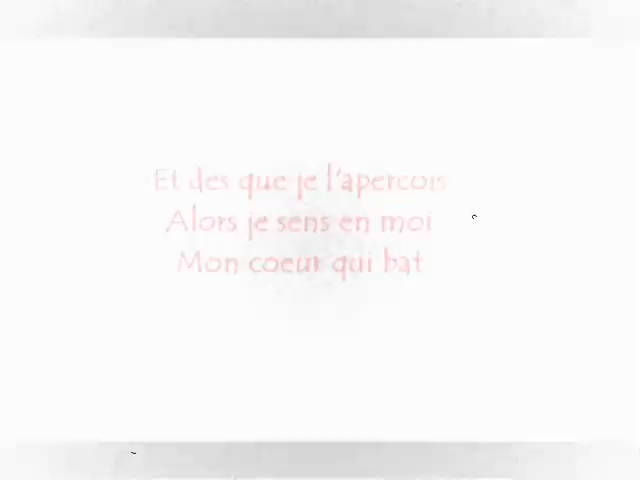 Et des que je l'apercois
Alors je sens en moi
Mon coeur qui bat